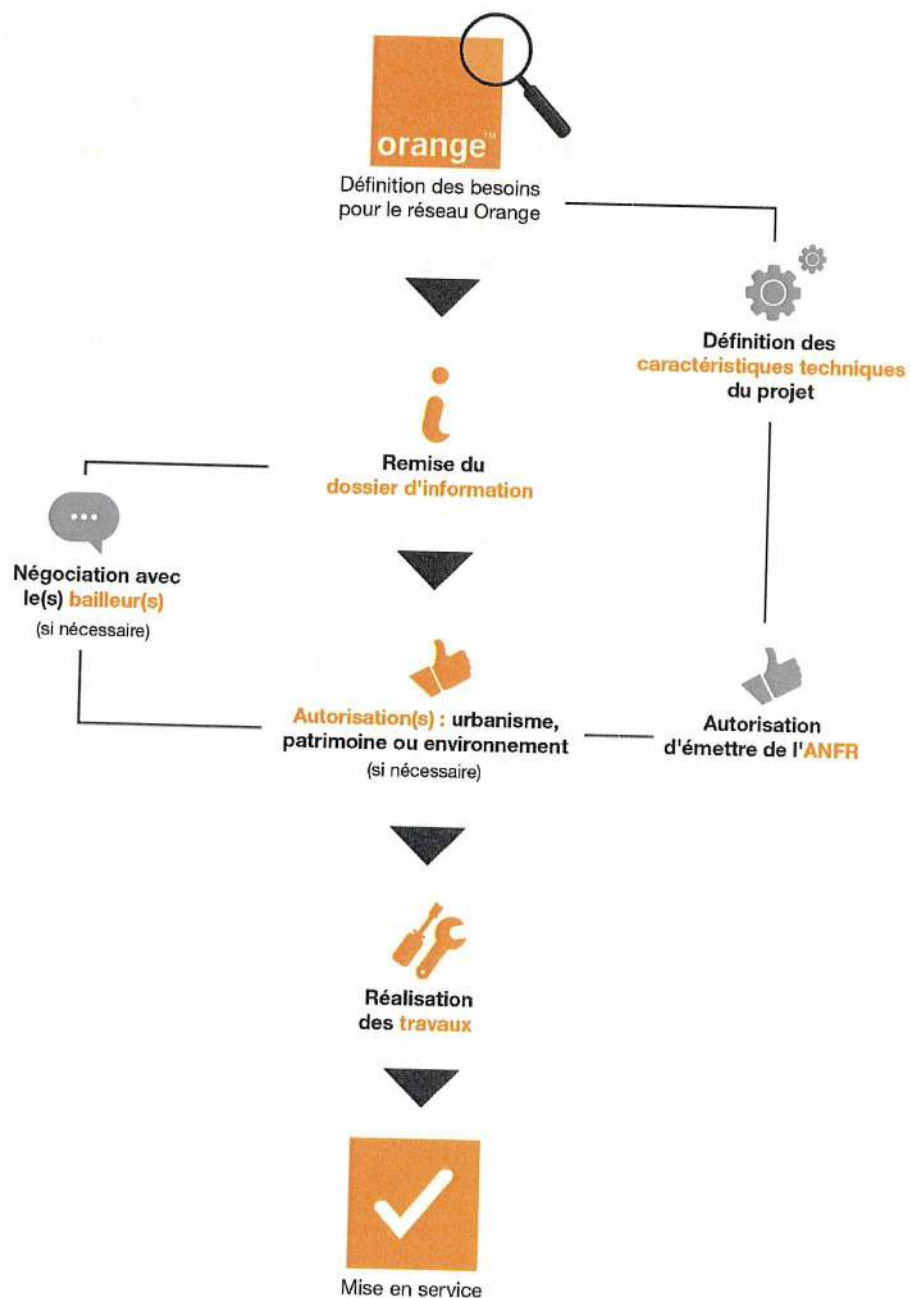 orange™
Définition des besoins
pour le réseau Orange
Définition des
caractéristiques techniques
du projet
Remise du
dossier d'information
Négociation avec
le(s) bailleur(s)
(si nécessaire)
Autorisation(s) : urbanisme,
patrimoine ou environnement
(si nécessaire)
Autorisation
d'émettre de l'ANFR
Réalisation
des travaux
Mise en service